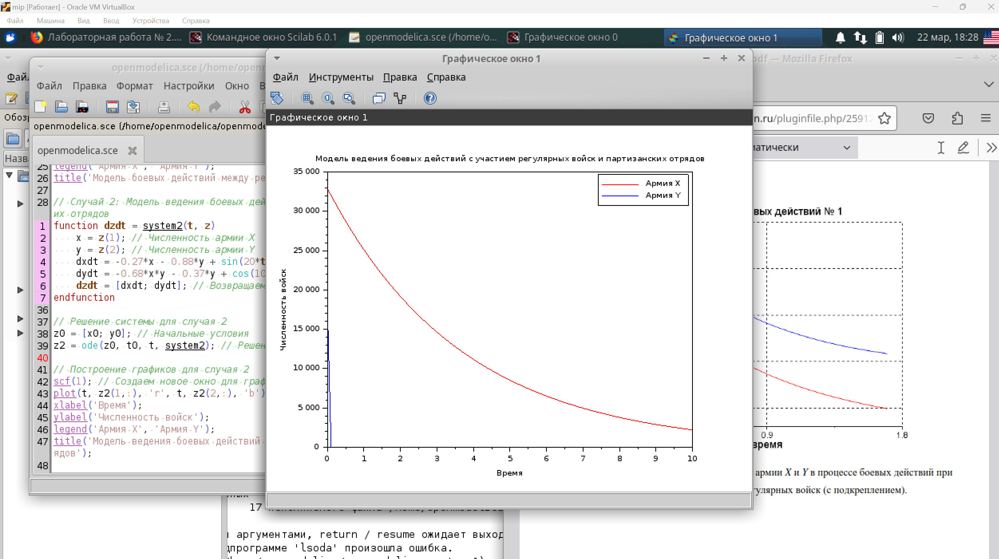 mip [Работает] - Oracle VM VirtualBox
Файл Машина Вид Ввод Устройства Справка
Лабораторная работа № 2.... Командное окно Scilab 6.0.1 openmodelica.sce (/home/o... Графическое окно 0 Графическое окно 1 22 мар, 18:28
openmodelica.sce (/home/openm
Файл Правка Формат Настройки Окно
openmodelica.sce (/home/openmodelica/openmode
openmodelica.sce
25 legend('Армия X', 'Армия Y');
26 title('Модель боевых действий между ре
27
28 // Случай 2: Модель ведения боевых дей
их отрядов
1 function dzdt = system2(t, z)
2 x = z(1); // Численность армии X
3 y = z(2); // Численность армии Y
4 dxdt = -0.27*x - 0.88*y + sin(20*t
5 dydt = -0.68*x*y - 0.37*y + cos(10
6 dzdt = [dxdt; dydt]; // Возвращаем
7 endfunction
36
37 // Решение системы для случая 2
38 z0 = [x0; y0]; // Начальные условия
39 z2 = ode(z0, t0, t, system2); // Решен
40
41 // Построение графиков для случая 2
42 scf(1); // Создаем новое окно для граф
43 plot(t, z2(1,:), 'r', t, z2(2,:), 'b')
44 xlabel('Время');
45 ylabel('Численность войск');
46 legend('Армия X', 'Армия Y');
47 title('Модель ведения боевых действий
ядов');
48
Графическое окно 1
Файл Инструменты Правка Справка
Графическое окно 1
Модель ведения боевых действий с участием регулярных войск и партизанских отрядов
Армия X
Армия Y
35 000
30 000
25 000
20 000
15 000
10 000
5 000
0
Численность войск
0 1 2 3 4 5 6 7 8 9 10
Время
pdf — Mozilla Firefox
n.ru/pluginfile.php/25912
матически
вых действий № 1
0.9 1.8
время
армии X и Y в процессе боевых действий при
гулярных войск (с подкреплением).
Обоз
Назв
17
аргументами, return / resume ожидает выход
дпрограмме 'lsoda' произошла ошибка.